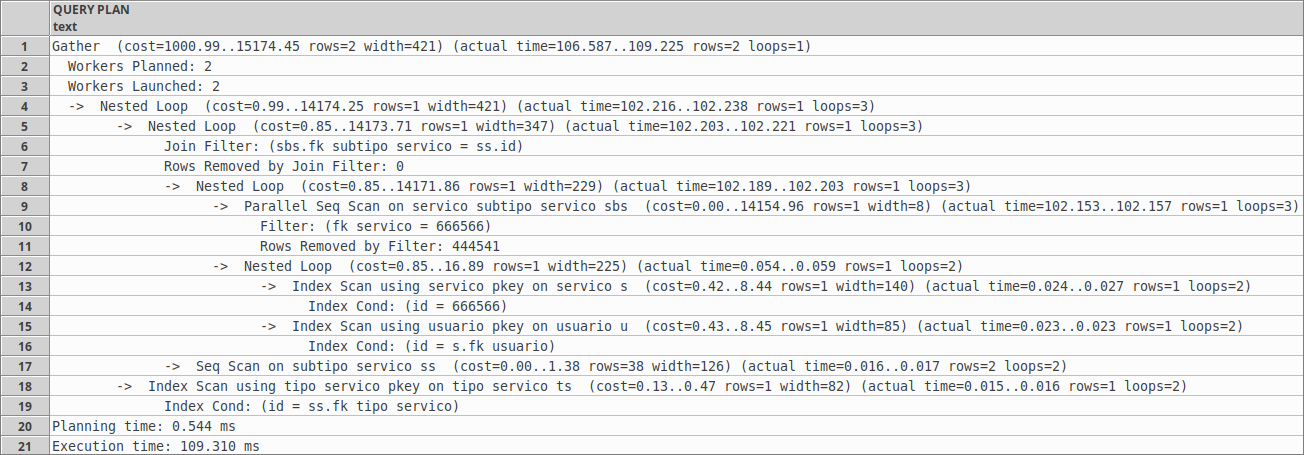 QUERY PLAN
text
1 Gather (cost=1000.99..15174.45 rows=2 width=421) (actual time=106.587..109.225 rows=2 loops=1)
2 Workers Planned: 2
3 Workers Launched: 2
4 -> Nested Loop (cost=0.99..14174.25 rows=1 width=421) (actual time=102.216..102.238 rows=1 loops=3)
5 -> Nested Loop (cost=0.85..14173.71 rows=1 width=347) (actual time=102.203..102.221 rows=1 loops=3)
6 Join Filter: (sbs.fk subtipo servico = ss.id)
7 Rows Removed by Join Filter: 0
8 -> Nested Loop (cost=0.85..14171.86 rows=1 width=229) (actual time=102.189..102.203 rows=1 loops=3)
9 -> Parallel Seq Scan on servico subtipo servico sbs (cost=0.00..14154.96 rows=1 width=8) (actual time=102.153..102.157 rows=1 loops=3)
10 Filter: (fk servico = 666566)
11 Rows Removed by Filter: 444541
12 -> Nested Loop (cost=0.85..16.89 rows=1 width=225) (actual time=0.054..0.059 rows=1 loops=2)
13 -> Index Scan using servico pkey on servico s (cost=0.42..8.44 rows=1 width=140) (actual time=0.024..0.027 rows=1 loops=2)
14 Index Cond: (id = 666566)
15 -> Index Scan using usuario pkey on usuario u (cost=0.43..8.45 rows=1 width=85) (actual time=0.023..0.023 rows=1 loops=2)
16 Index Cond: (id = s.fk usuario)
17 -> Seq Scan on subtipo servico ss (cost=0.00..1.38 rows=38 width=126) (actual time=0.016..0.017 rows=2 loops=2)
18 -> Index Scan using tipo servico pkey on tipo servico ts (cost=0.13..0.47 rows=1 width=82) (actual time=0.015..0.016 rows=1 loops=2)
19 Index Cond: (id = ss.fk tipo servico)
20 Planning time: 0.544 ms
21 Execution time: 109.310 ms